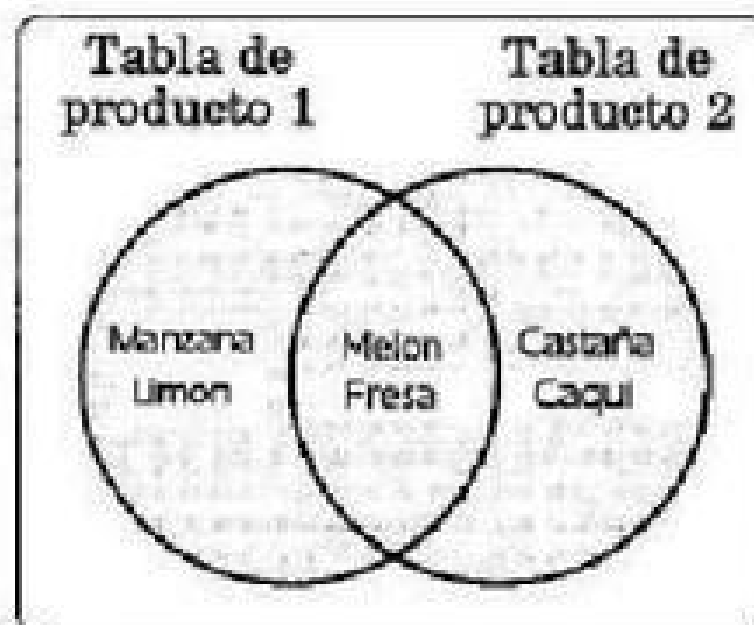 Tabla de
producto 1
Tabla de
producto 2
Manzana
Limon
Melon
Fresa
Castaña
Caqui